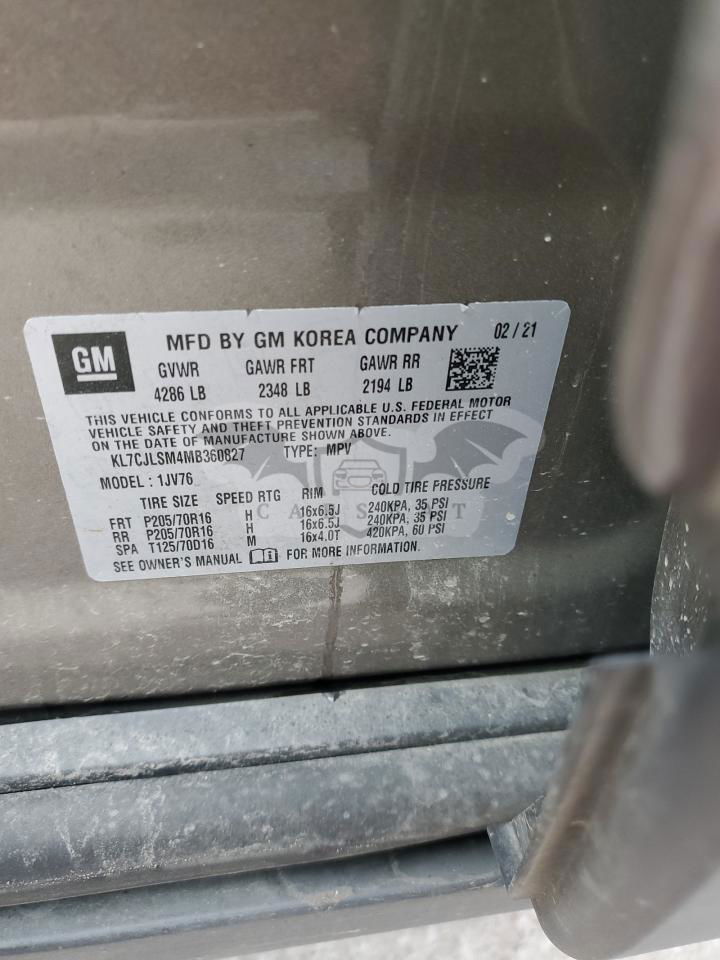 GM
MFD BY GM KOREA COMPANY 02 / 21
GVWR GAWR FRT GAWR RR
4286 LB 2348 LB 2194 LB
THIS VEHICLE CONFORMS TO ALL APPLICABLE U.S. FEDERAL MOTOR
VEHICLE SAFETY AND THEFT PREVENTION STANDARDS IN EFFECT
ON THE DATE OF MANUFACTURE SHOWN ABOVE.
KL7CJLSM4MB360827 TYPE: MPV
MODEL : 1JV76
TIRE SIZE SPEED RTG RIM COLD TIRE PRESSURE
FRT P205/70R16 H 16x6.5J 240KPA, 35 PSI
RR P205/70R16 H 16x6.5J 240KPA, 35 PSI
SPA T125/70D16 M 16x4.0T 420KPA, 60 PSI
SEE OWNER'S MANUAL FOR MORE INFORMATION.